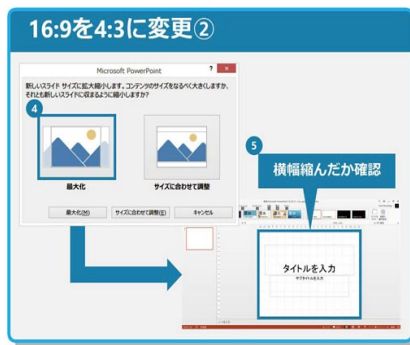 16:9を4:3に変更②
Microsoft PowerPoint
新しいスライド サイズに拡大縮小します。コンテンツのサイズをなるべく大きくしますか、
それとも新しいスライドに収まるように縮小しますか?
4
最大化
サイズに合わせて調整
最大化(M)
サイズに合わせて調整(E)
キャンセル
5
横幅縮んだか確認
タイトルを入力
サブタイトルを入力